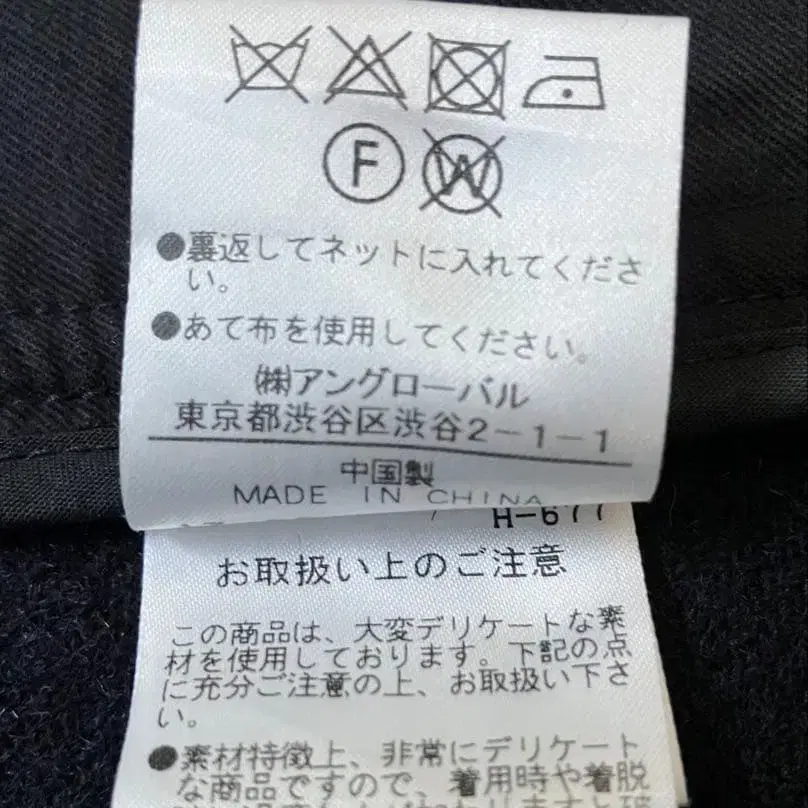 F
W
●裏返してネットに入れてくださ
い。
●あて布を使用してください。
㈱アングローバル
東京都渋谷区渋谷2-1-1
中国製
MADE IN CHINA
H-677
お取扱い上のご注意
この商品は、大変デリケートな素
材を使用しております。下記の点
に充分ご注意の上、お取扱い下さ
い。
●素材特徴上、非常にデリケート
な商品ですので、着用時や着脱